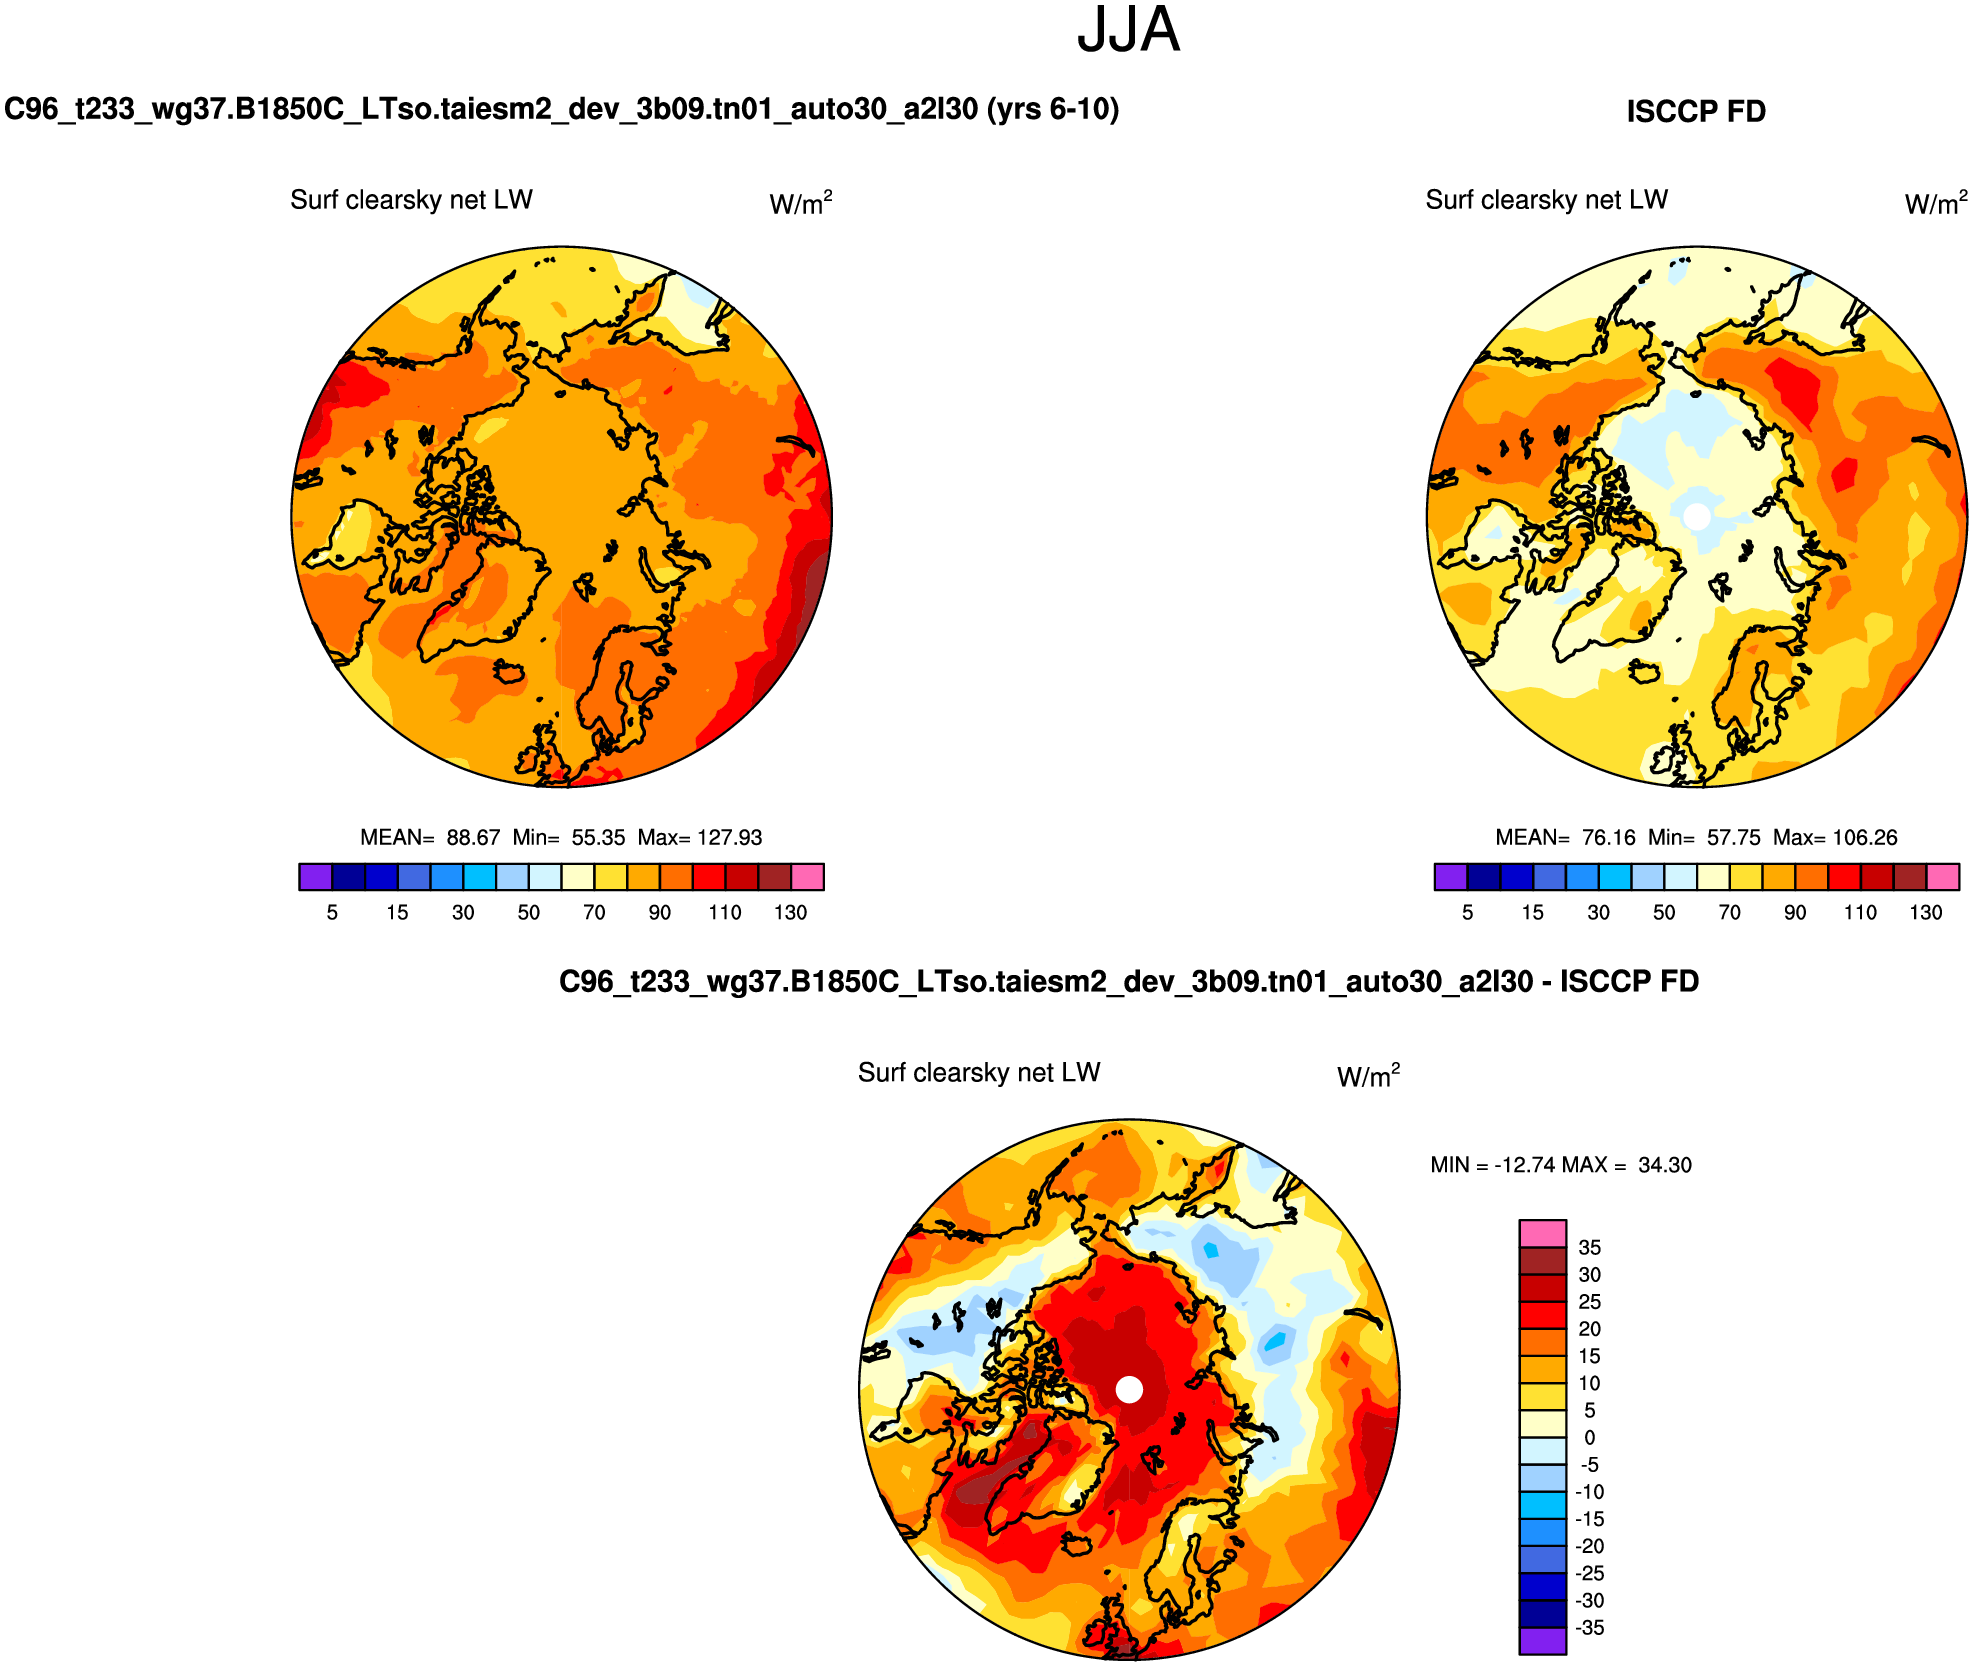 JJA
C96_t233_wg37.B1850C_LTso.taiesm2_dev_3b09.tn01_auto30_a2l30 (yrs 6-10)
ISCCP FD
Surf clearsky net LW
W/m²
Surf clearsky net LW
W/m²
MEAN= 88.67 Min= 55.35 Max= 127.93
MEAN= 76.16 Min= 57.75 Max= 106.26
5 15 30 50 70 90 110 130
5 15 30 50 70 90 110 130
C96_t233_wg37.B1850C_LTso.taiesm2_dev_3b09.tn01_auto30_a2l30 - ISCCP FD
Surf clearsky net LW
W/m²
MIN = -12.74 MAX = 34.30
35
30
25
20
15
10
5
0
-5
-10
-15
-20
-25
-30
-35